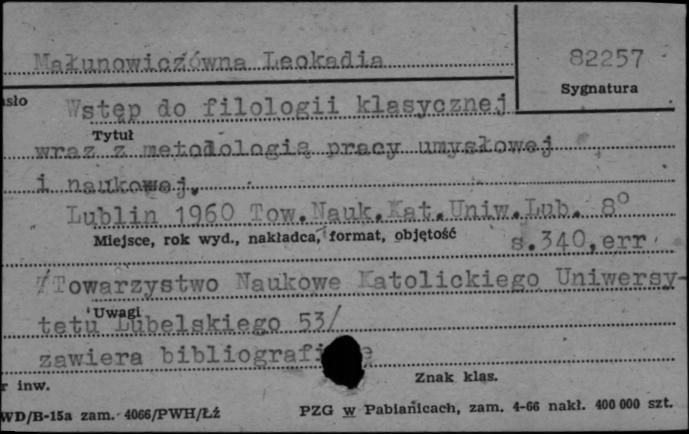 Małunowiczówna Leokadia
82257
Sygnatura
asło
Wstęp do filologii klasycznej
Tytuł
wraz z metodologią pracy umysłowej
i naukowej.
Lublin 1960 Tow.Nauk.Kat.Uniw.Lub. 8°
Miejsce, rok wyd., nakładca, format, objętość
s.340,err
/Towarzystwo Naukowe Katolickiego Uniwersy-
Uwagi
tetu Lubelskiego 53/
zawiera bibliografię
r inw.
Znak klas.
WD/B-15a zam. 4066/PWH/Łź
PZG w Pabianicach, zam. 4-66 nakł. 400 000 szt.